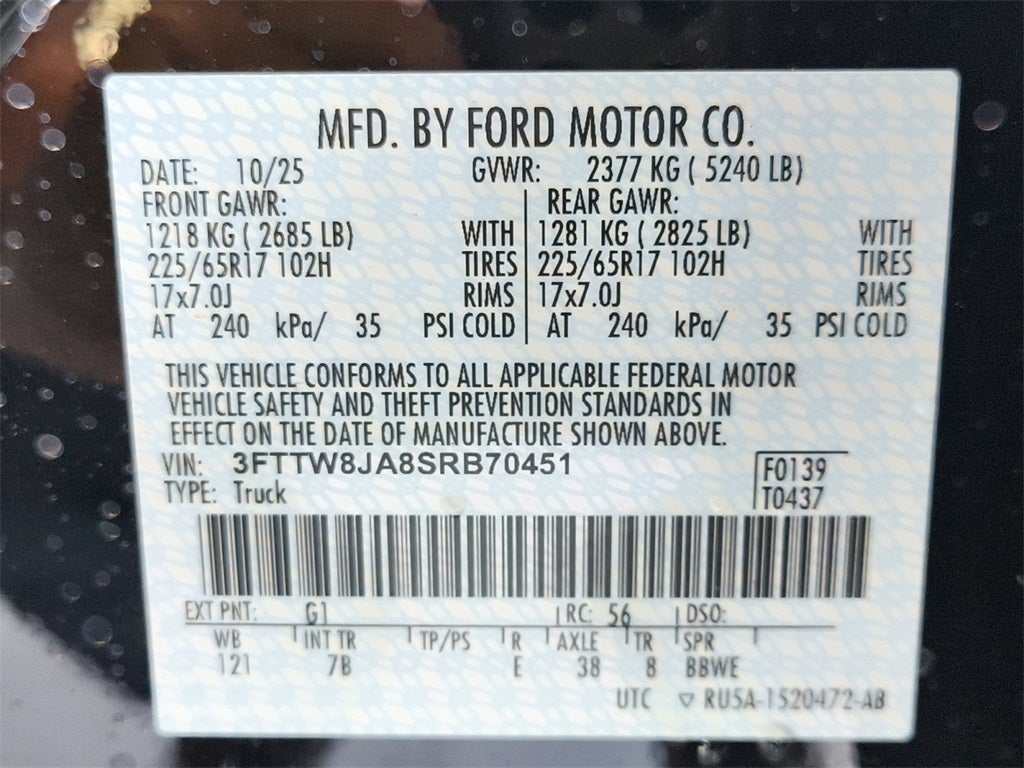 MFD. BY FORD MOTOR CO.
DATE: 10/25 GVWR: 2377 KG ( 5240 LB)
FRONT GAWR: REAR GAWR:
1218 KG ( 2685 LB) WITH 1281 KG ( 2825 LB) WITH
225/65R17 102H TIRES 225/65R17 102H TIRES
17x7.0J RIMS 17x7.0J RIMS
AT 240 kPa/ 35 PSI COLD AT 240 kPa/ 35 PSI COLD
THIS VEHICLE CONFORMS TO ALL APPLICABLE FEDERAL MOTOR
VEHICLE SAFETY AND THEFT PREVENTION STANDARDS IN
EFFECT ON THE DATE OF MANUFACTURE SHOWN ABOVE.
VIN: 3FTTW8JA8SRB70451 F0139
TYPE: Truck T0437
EXT PNT: G1 RC: 56 DSO:
WB INT TR TP/PS R AXLE TR SPR
121 7B E 38 8 BBWE
UTC ▽ RU5A-1520472-AB